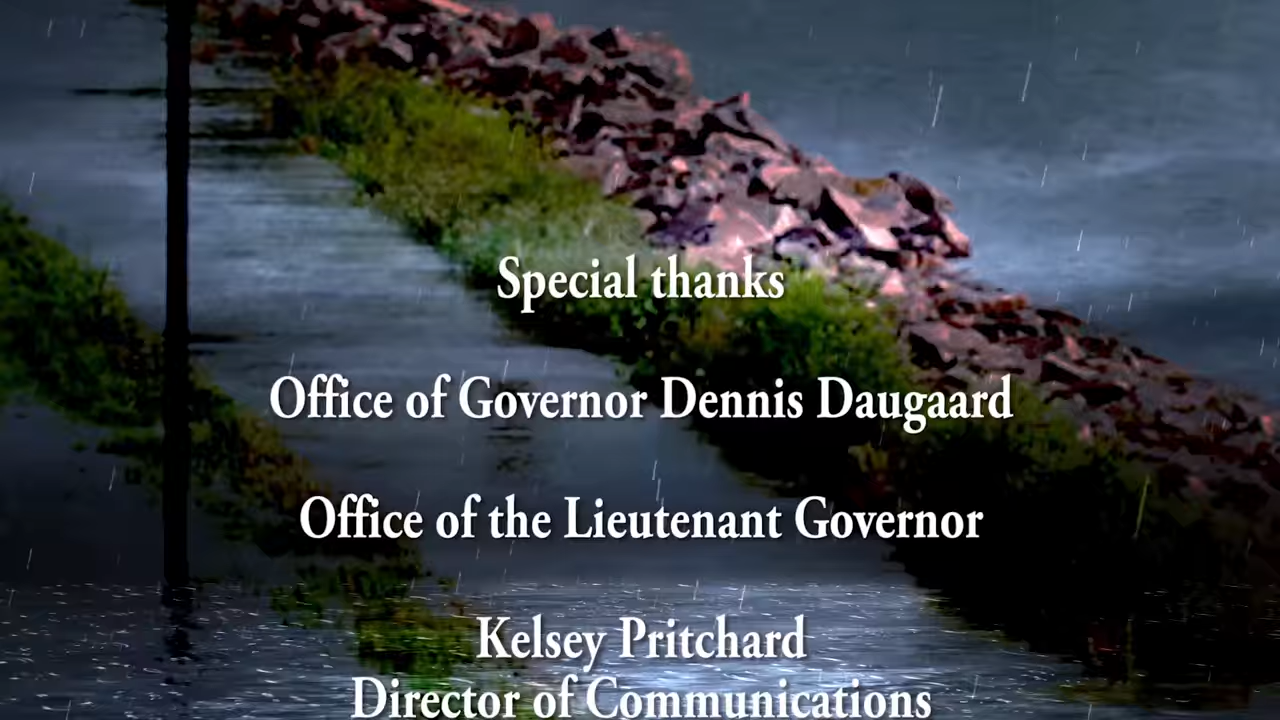 Special thanks
Office of Governor Dennis Daugaard
Office of the Lieutenant Governor
Kelsey Pritchard
Director of Communications